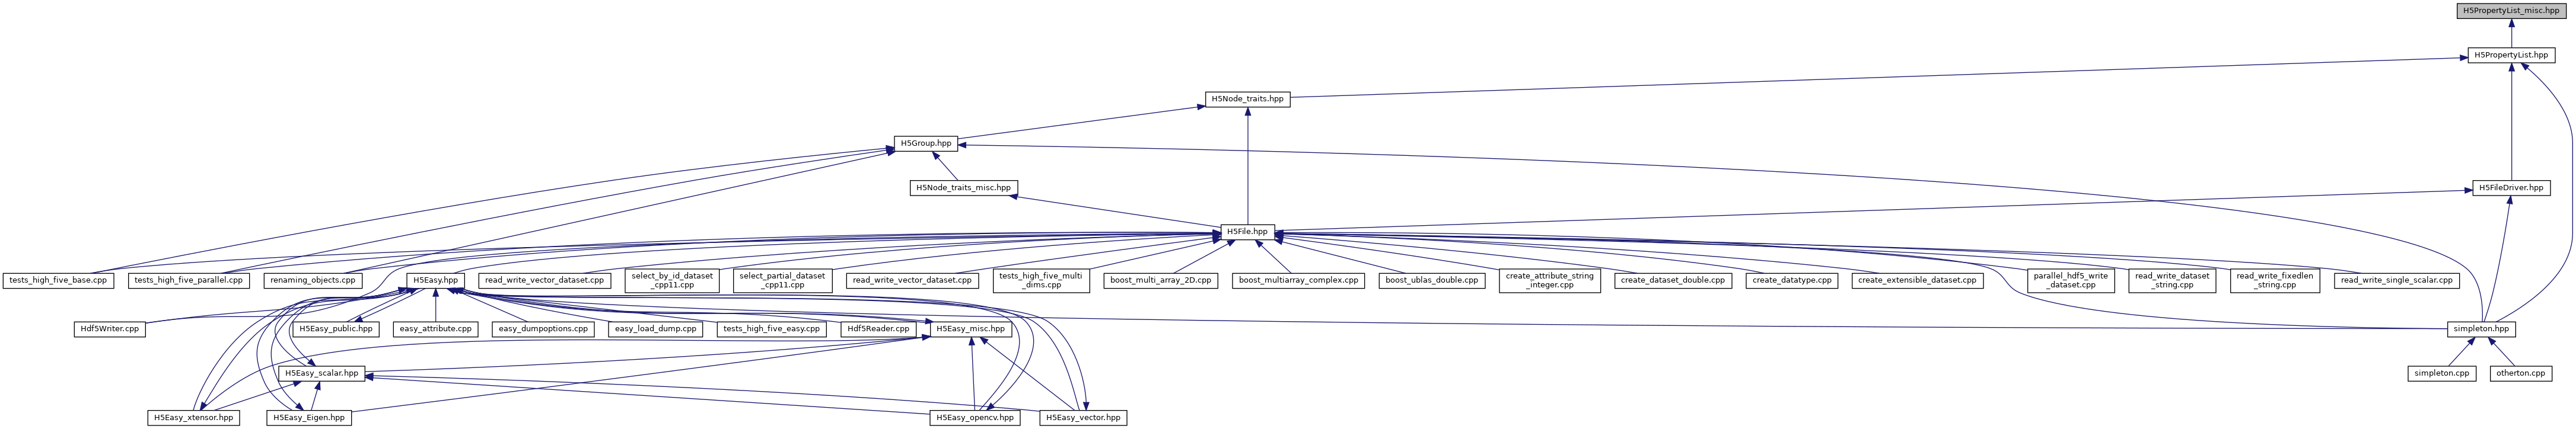 H5PropertyList_misc.hpp
H5PropertyList.hpp
H5Node_traits.hpp
H5Group.hpp
H5Node_traits_misc.hpp
H5FileDriver.hpp
H5File.hpp
tests_high_five_base.cpp
tests_high_five_parallel.cpp
renaming_objects.cpp
H5Easy.hpp
read_write_vector_dataset.cpp
select_by_id_dataset
_cpp11.cpp
select_partial_dataset
_cpp11.cpp
read_write_vector_dataset.cpp
tests_high_five_multi
_dims.cpp
boost_multi_array_2D.cpp
boost_multiarray_complex.cpp
boost_ublas_double.cpp
create_attribute_string
_integer.cpp
create_dataset_double.cpp
create_datatype.cpp
create_extensible_dataset.cpp
parallel_hdf5_write
_dataset.cpp
read_write_dataset
_string.cpp
read_write_fixedlen
_string.cpp
read_write_single_scalar.cpp
Hdf5Writer.cpp
H5Easy_public.hpp
easy_attribute.cpp
easy_dumpoptions.cpp
easy_load_dump.cpp
tests_high_five_easy.cpp
Hdf5Reader.cpp
H5Easy_misc.hpp
simpleton.hpp
H5Easy_scalar.hpp
simpleton.cpp
otherton.cpp
H5Easy_xtensor.hpp
H5Easy_Eigen.hpp
H5Easy_opencv.hpp
H5Easy_vector.hpp